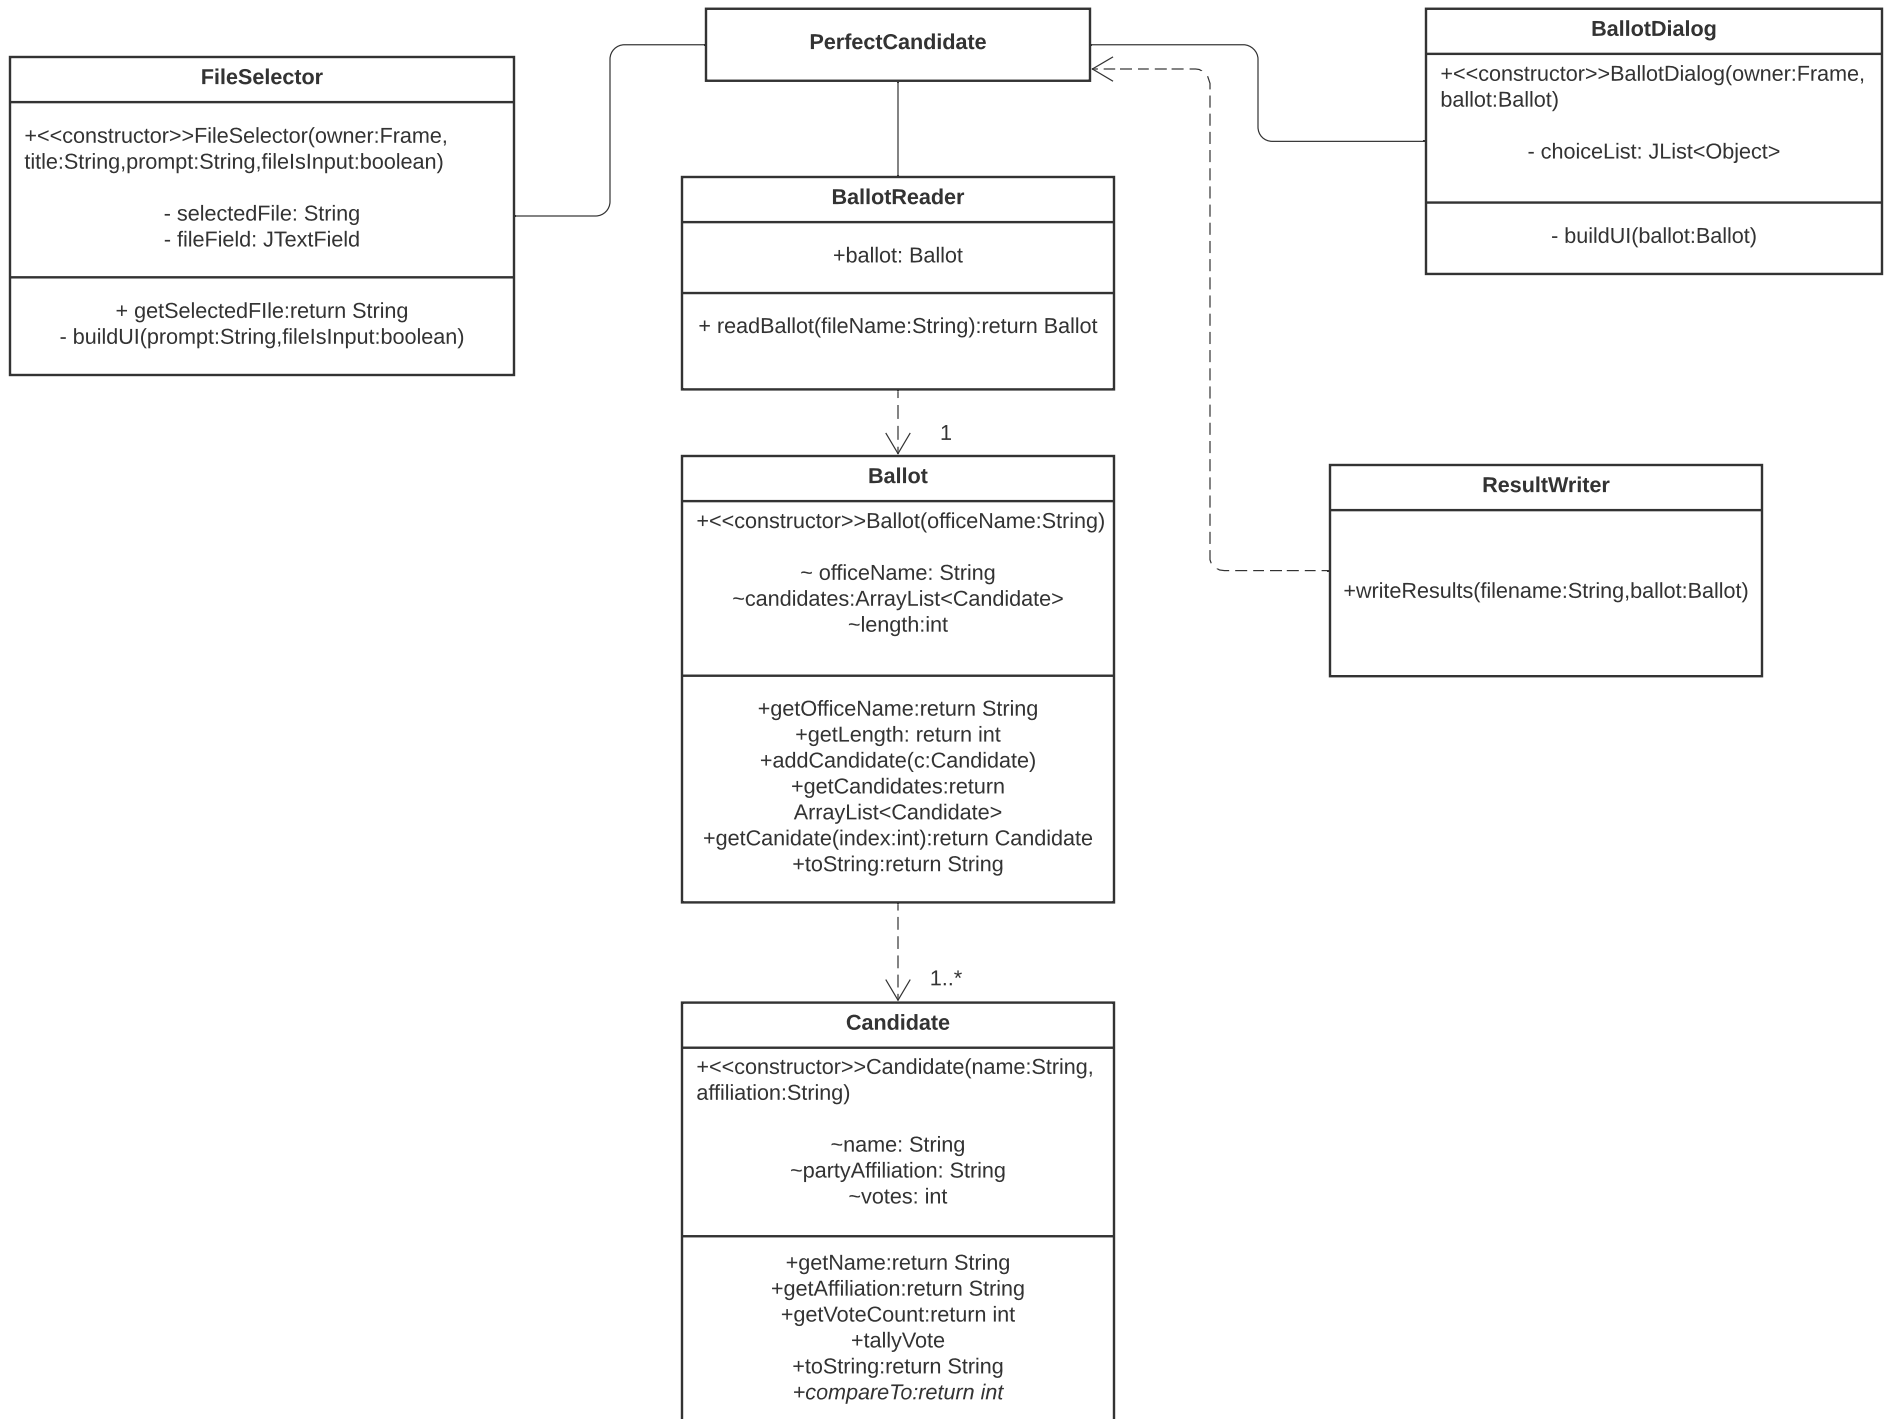 PerfectCandidate
FileSelector
+<<constructor>>FileSelector(owner:Frame,
title:String,prompt:String,fileIsInput:boolean)
- selectedFile: String
- fileField: JTextField
+ getSelectedFIle:return String
- buildUI(prompt:String,fileIsInput:boolean)
BallotDialog
+<<constructor>>BallotDialog(owner:Frame,
ballot:Ballot)
- choiceList: JList<Object>
- buildUI(ballot:Ballot)
BallotReader
+ballot: Ballot
+ readBallot(fileName:String):return Ballot
1
Ballot
+<<constructor>>Ballot(officeName:String)
~ officeName: String
~candidates:ArrayList<Candidate>
~length:int
+getOfficeName:return String
+getLength: return int
+addCandidate(c:Candidate)
+getCandidates:return
ArrayList<Candidate>
+getCanidate(index:int):return Candidate
+toString:return String
ResultWriter
+writeResults(filename:String,ballot:Ballot)
1..*
Candidate
+<<constructor>>Candidate(name:String,
affiliation:String)
~name: String
~partyAffiliation: String
~votes: int
+getName:return String
+getAffiliation:return String
+getVoteCount:return int
+tallyVote
+toString:return String
+compareTo:return int